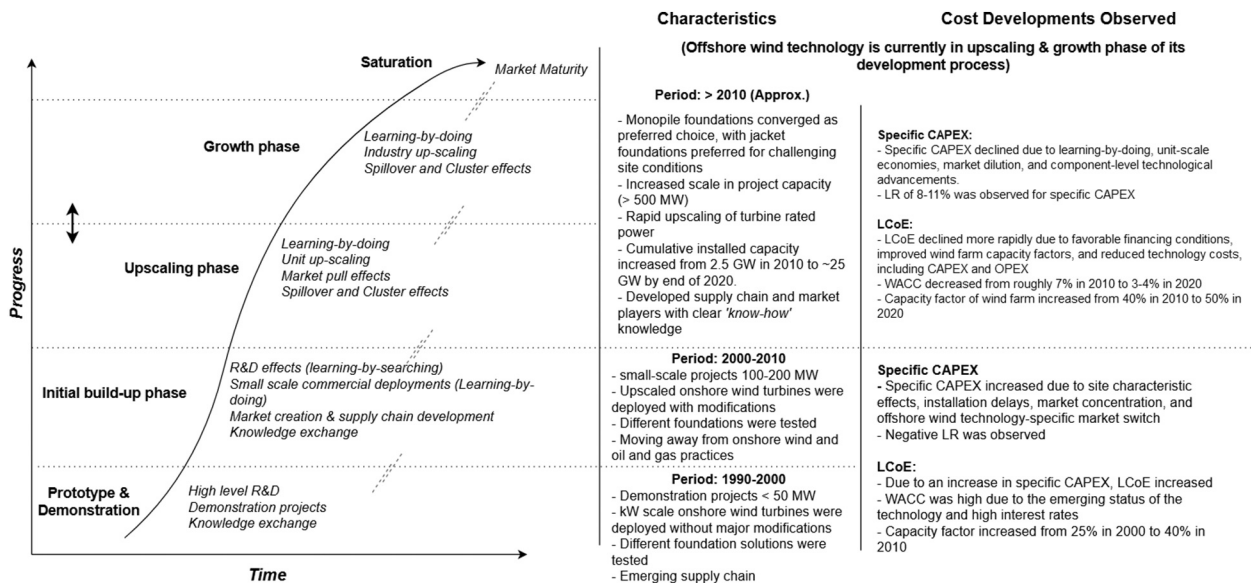 Characteristics
Cost Developments Observed
(Offshore wind technology is currently in upscaling & growth phase of its
development process)
Progress
Time
Saturation
Market Maturity
Growth phase
Learning-by-doing
Industry up-scaling
Spillover and Cluster effects
Upscaling phase
Learning-by-doing
Unit up-scaling
Market pull effects
Spillover and Cluster effects
Initial build-up phase
R&D effects (learning-by-searching)
Small scale commercial deployments (Learning-by-
doing)
Market creation & supply chain development
Knowledge exchange
Prototype &
Demonstration
High level R&D
Demonstration projects
Knowledge exchange
Period: > 2010 (Approx.)
- Monopile foundations converged as
preferred choice, with jacket
foundations preferred for challenging
site conditions
- Increased scale in project capacity
(> 500 MW)
- Rapid upscaling of turbine rated
power
- Cumulative installed capacity
increased from 2.5 GW in 2010 to ~25
GW by end of 2020.
- Developed supply chain and market
players with clear 'know-how'
knowledge
Specific CAPEX:
- Specific CAPEX declined due to learning-by-doing, unit-scale
economies, market dilution, and component-level technological
advancements.
- LR of 8-11% was observed for specific CAPEX
LCoE:
- LCoE declined more rapidly due to favorable financing conditions,
improved wind farm capacity factors, and reduced technology costs,
including CAPEX and OPEX
- WACC decreased from roughly 7% in 2010 to 3-4% in 2020
- Capacity factor of wind farm increased from 40% in 2010 to 50% in
2020
Period: 2000-2010
- small-scale projects 100-200 MW
- Upscaled onshore wind turbines were
deployed with modifications
- Different foundations were tested
- Moving away from onshore wind and
oil and gas practices
Period: 1990-2000
- Demonstration projects < 50 MW
- kW scale onshore wind turbines were
deployed without major modifications
- Different foundation solutions were
tested
- Emerging supply chain
Specific CAPEX
- Specific CAPEX increased due to site characteristic
effects, installation delays, market concentration, and
offshore wind technology-specific market switch
- Negative LR was observed
LCoE:
- Due to an increase in specific CAPEX, LCoE increased
- WACC was high due to the emerging status of the
technology and high interest rates
- Capacity factor increased from 25% in 2000 to 40% in
2010